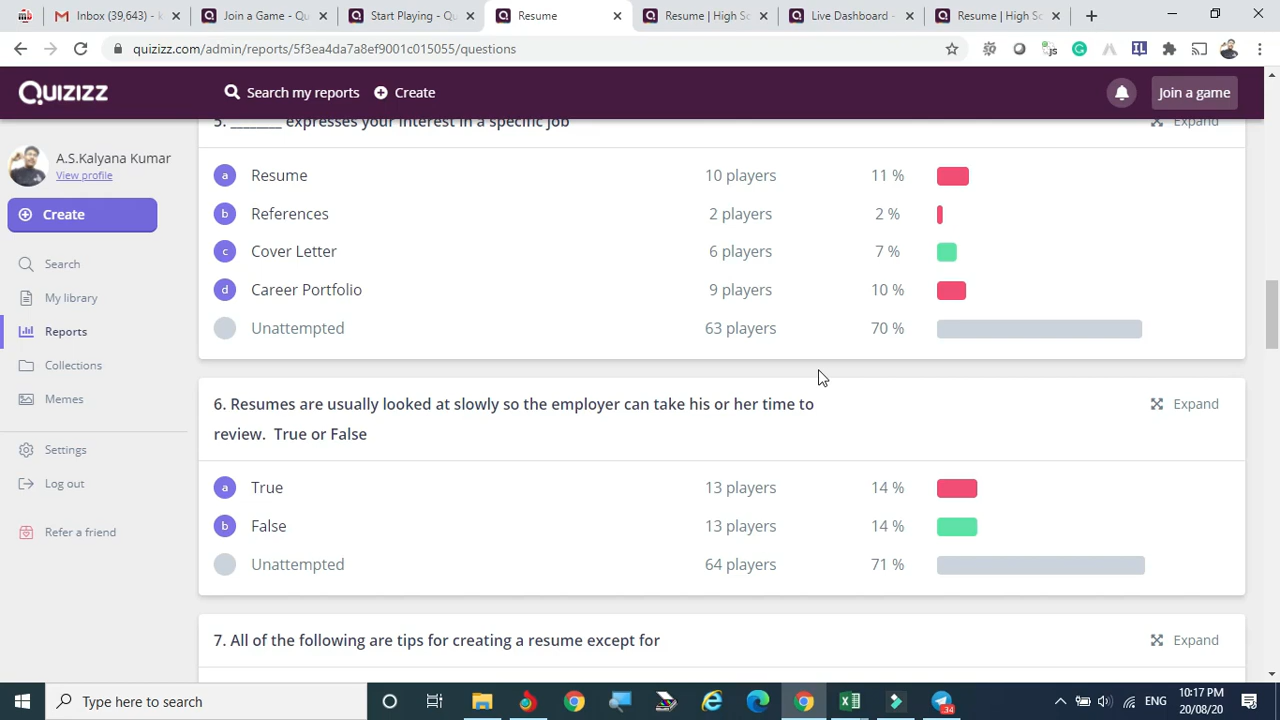 Inbox (39,643) - k
Join a Game - Qu
Start Playing - Q
Resume
Resume | High Sc
Live Dashboard -
Resume | High Sc
quizizz.com/admin/reports/5f3ea4da7a8ef9001c015055/questions
Quizizz
Search my reports
Create
Join a game
A.S.Kalyana Kumar
View profile
Create
Search
My library
Reports
Collections
Memes
Settings
Log out
Refer a friend
5. ________ expresses your interest in a specific job
Expand
a Resume 10 players 11 %
b References 2 players 2 %
c Cover Letter 6 players 7 %
d Career Portfolio 9 players 10 %
Unattempted 63 players 70 %
6. Resumes are usually looked at slowly so the employer can take his or her time to
review. True or False
Expand
a True 13 players 14 %
b False 13 players 14 %
Unattempted 64 players 71 %
7. All of the following are tips for creating a resume except for
Expand
Type here to search
34
ENG
10:17 PM
20/08/20